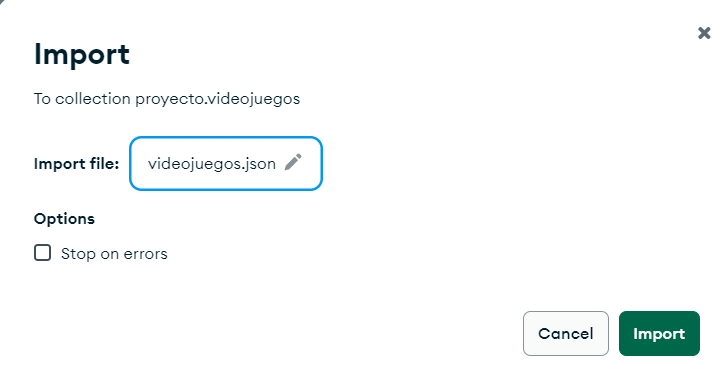 Import
To collection proyecto.videojuegos
Import file: videojuegos.json
Options
Stop on errors
Cancel Import